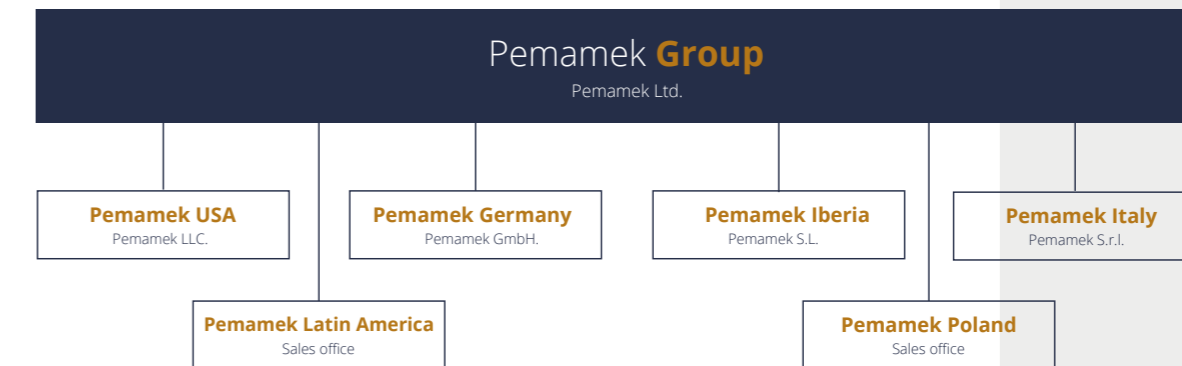 Pemamek Group
Pemamek Ltd.
Pemamek USA
Pemamek LLC.
Pemamek Germany
Pemamek GmbH.
Pemamek Iberia
Pemamek S.L.
Pemamek Italy
Pemamek S.r.l.
Pemamek Latin America
Sales office
Pemamek Poland
Sales office